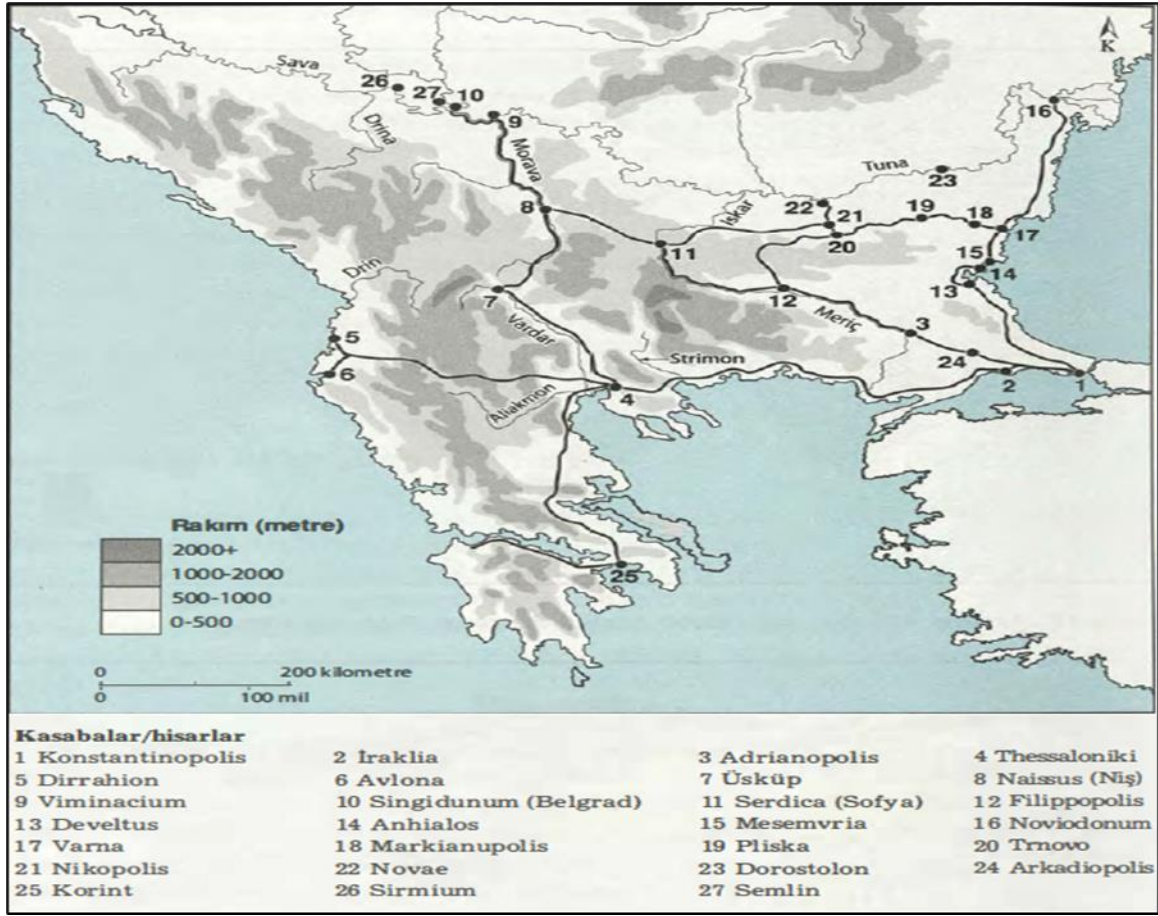 K
Sava
26
27
10
9
16
Drina
Morava
Tuna
23
8
Iskar
22
21
19
18
17
20
11
15
14
Drin
13
7
12
Meriç
Vardar
3
5
Strimon
24
6
Aliakmon
4
2
1
Rakım (metre)
2000+
1000-2000
500-1000
0-500
25
0 200 kilometre
0 100 mil
Kasabalar/hisarlar
1 Konstantinopolis 2 İraklia 3 Adrianopolis 4 Thessaloniki
5 Dirrahion 6 Avlona 7 Üsküp 8 Naissus (Niş)
9 Viminacium 10 Singidunum (Belgrad) 11 Serdica (Sofya) 12 Filippopolis
13 Develtus 14 Anhialos 15 Mesemvria 16 Noviodonum
17 Varna 18 Markianupolis 19 Pliska 20 Trnovo
21 Nikopolis 22 Novae 23 Dorostolon 24 Arkadiopolis
25 Korint 26 Sirmium 27 Semlin